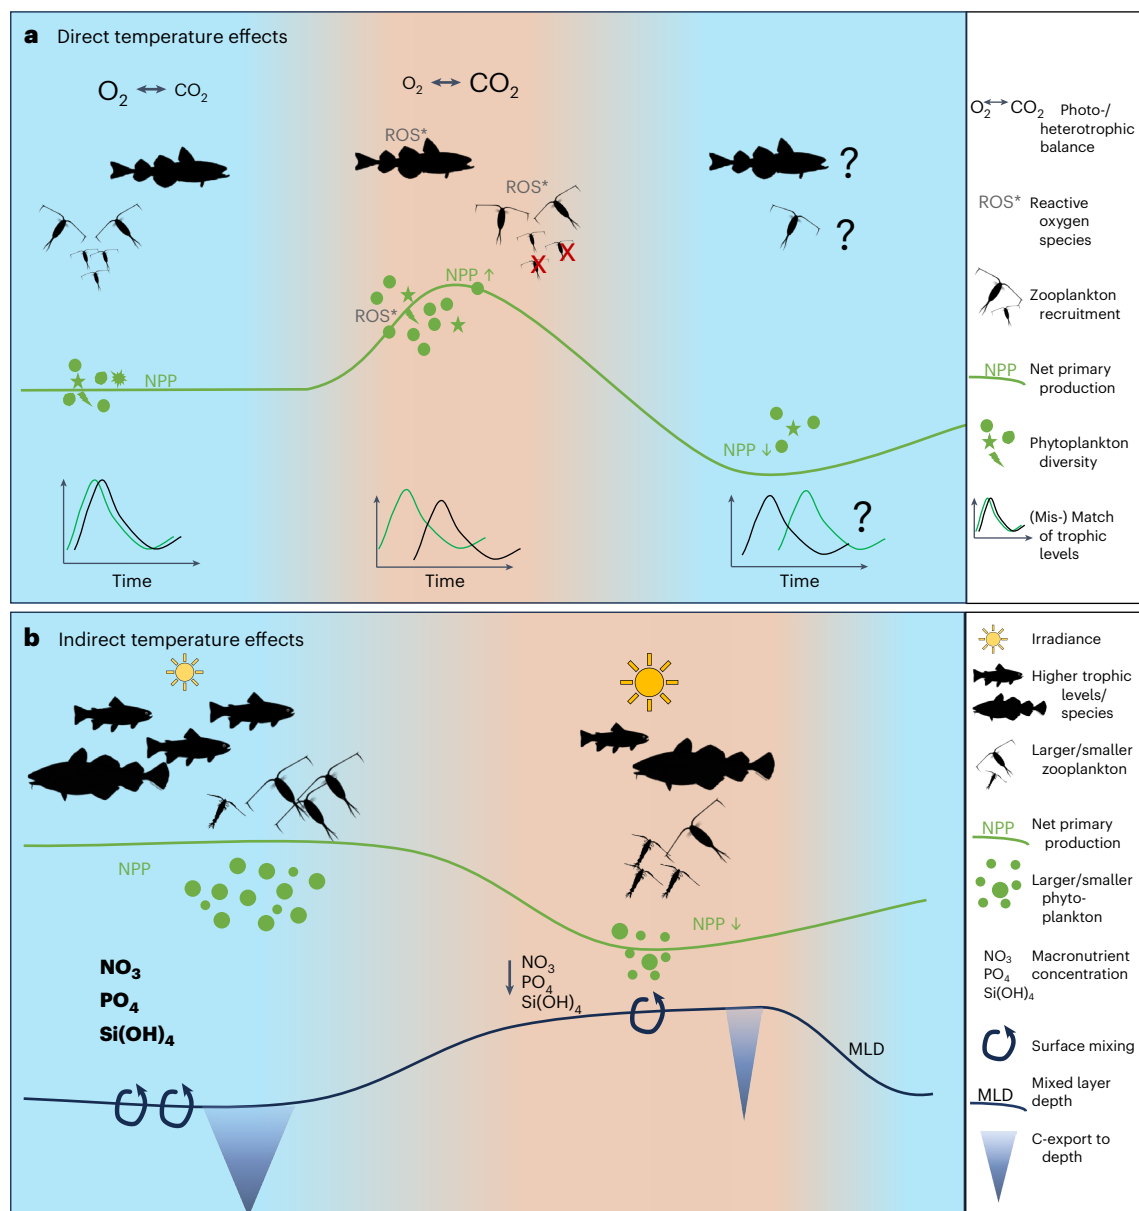 a Direct temperature effects
O₂ ↔ CO₂
O₂ ↔ CO₂
ROS*
?
ROS*
?
X X
NPP ↑
ROS*
NPP
NPP ↓
?
Time
Time
Time
O₂ ↔ CO₂ Photo-/
heterotrophic
balance
ROS* Reactive
oxygen
species
Zooplankton
recruitment
NPP Net primary
production
Phytoplankton
diversity
(Mis-) Match
of trophic
levels
b Indirect temperature effects
NPP
NPP ↓
NO₃
PO₄
Si(OH)₄
NO₃
PO₄
Si(OH)₄
MLD
Irradiance
Higher trophic
levels/
species
Larger/smaller
zooplankton
NPP Net primary
production
Larger/smaller
phyto-
plankton
NO₃ Macronutrient
PO₄ concentration
Si(OH)₄
Surface mixing
MLD Mixed layer
depth
C-export to
depth